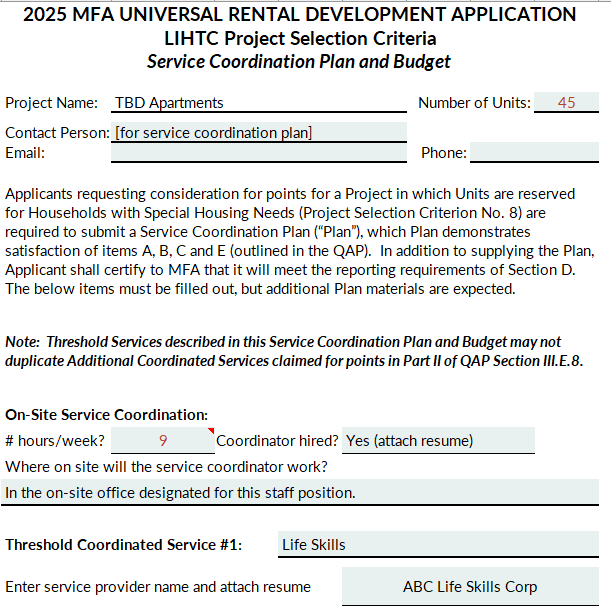 2025 MFA UNIVERSAL RENTAL DEVELOPMENT APPLICATION
LIHTC Project Selection Criteria
Service Coordination Plan and Budget
Project Name: TBD Apartments Number of Units: 45
Contact Person: [for service coordination plan]
Email: Phone:
Applicants requesting consideration for points for a Project in which Units are reserved
for Households with Special Housing Needs (Project Selection Criterion No. 8) are
required to submit a Service Coordination Plan (“Plan”), which Plan demonstrates
satisfaction of items A, B, C and E (outlined in the QAP).  In addition to supplying the Plan,
Applicant shall certify to MFA that it will meet the reporting requirements of Section D.
The below items must be filled out, but additional Plan materials are expected.
Note:  Threshold Services described in this Service Coordination Plan and Budget may not
duplicate Additional Coordinated Services claimed for points in Part II of QAP Section III.E.8.
On-Site Service Coordination:
# hours/week? 9 Coordinator hired? Yes (attach resume)
Where on site will the service coordinator work?
In the on-site office designated for this staff position.
Threshold Coordinated Service #1: Life Skills
Enter service provider name and attach resume ABC Life Skills Corp